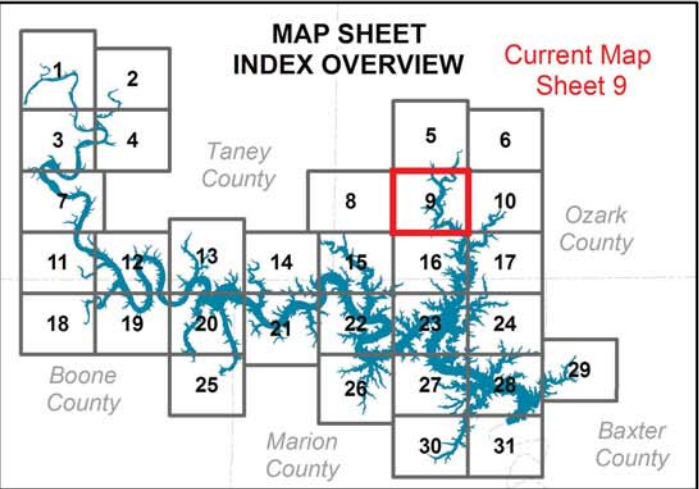 MAP SHEET
INDEX OVERVIEW
Current Map
Sheet 9
1
2
3
4
5
6
Taney
County
7
8
9
10
Ozark
County
11
12
13
14
15
16
17
18
19
20
21
22
23
24
Boone
County
25
26
27
28
29
Marion
County
30
31
Baxter
County